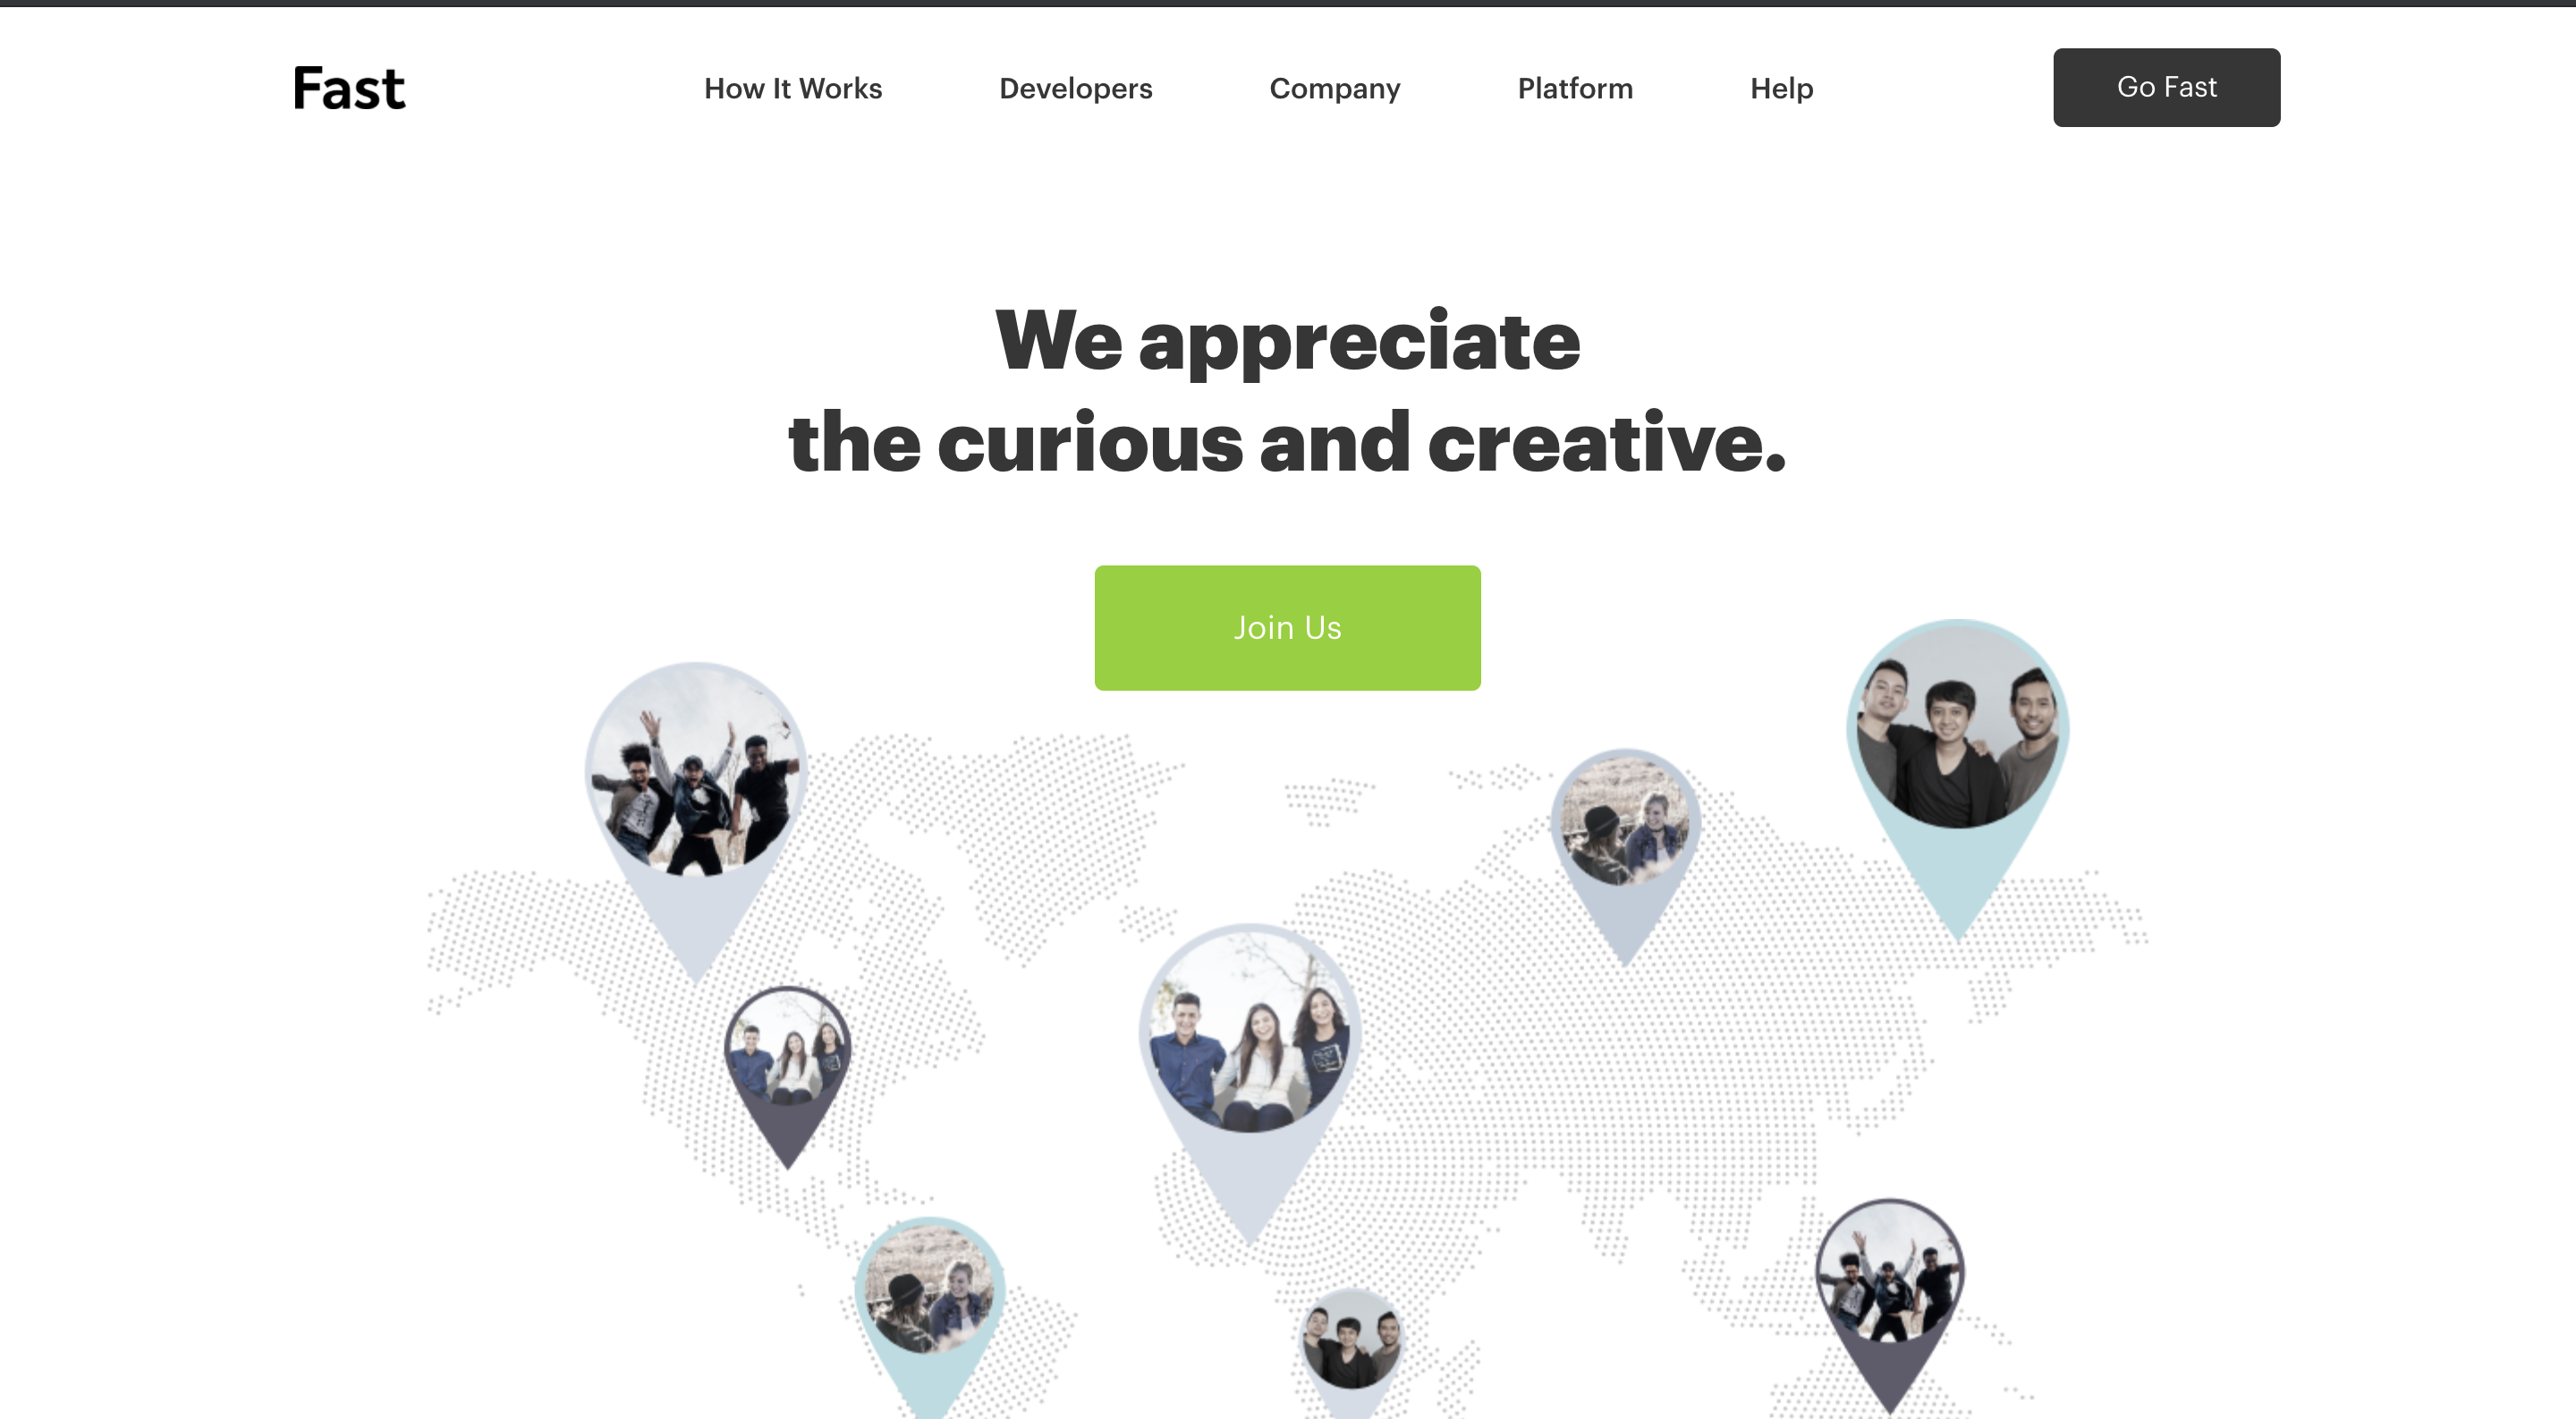 Fast
How It Works
Developers
Company
Platform
Help
Go Fast
We appreciate
the curious and creative.
Join Us